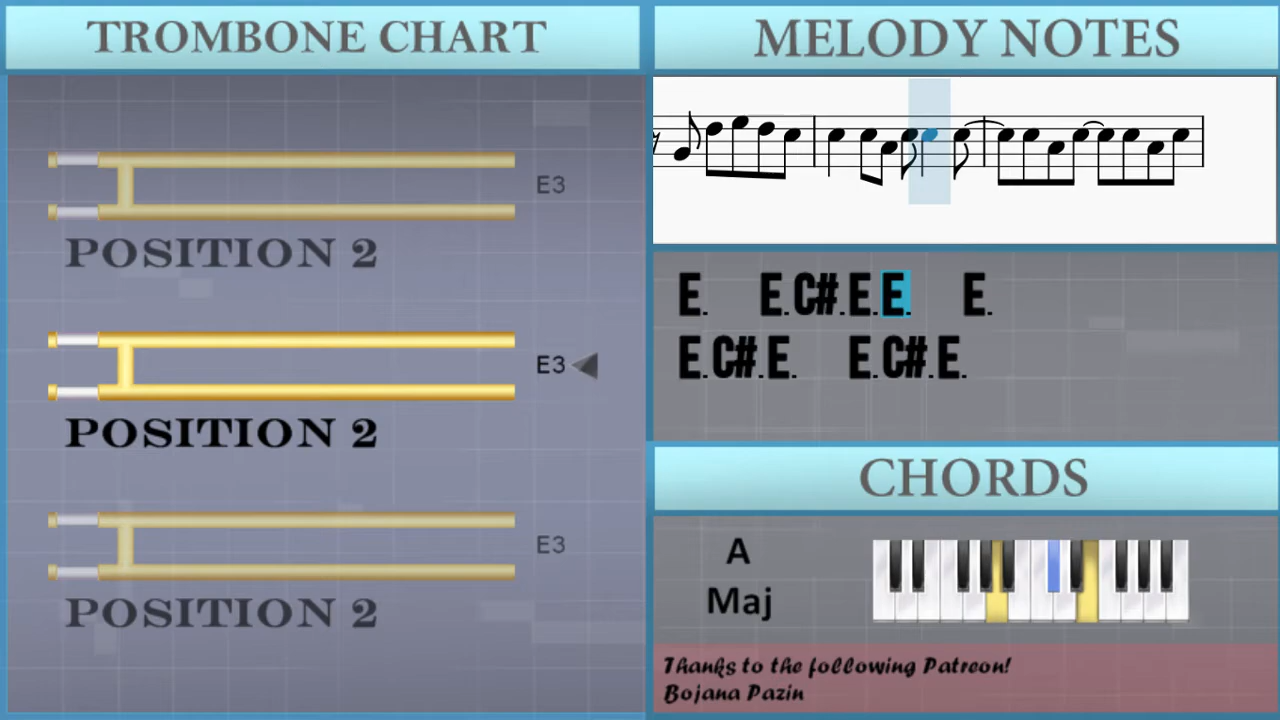 TROMBONE CHART
E3
POSITION 2
E3
POSITION 2
E3
POSITION 2
MELODY NOTES
E. E.C#.E.E. E.
E.C#.E. E.C#.E.
CHORDS
A
Maj
Thanks to the following Patreon!
Bojana Pazin